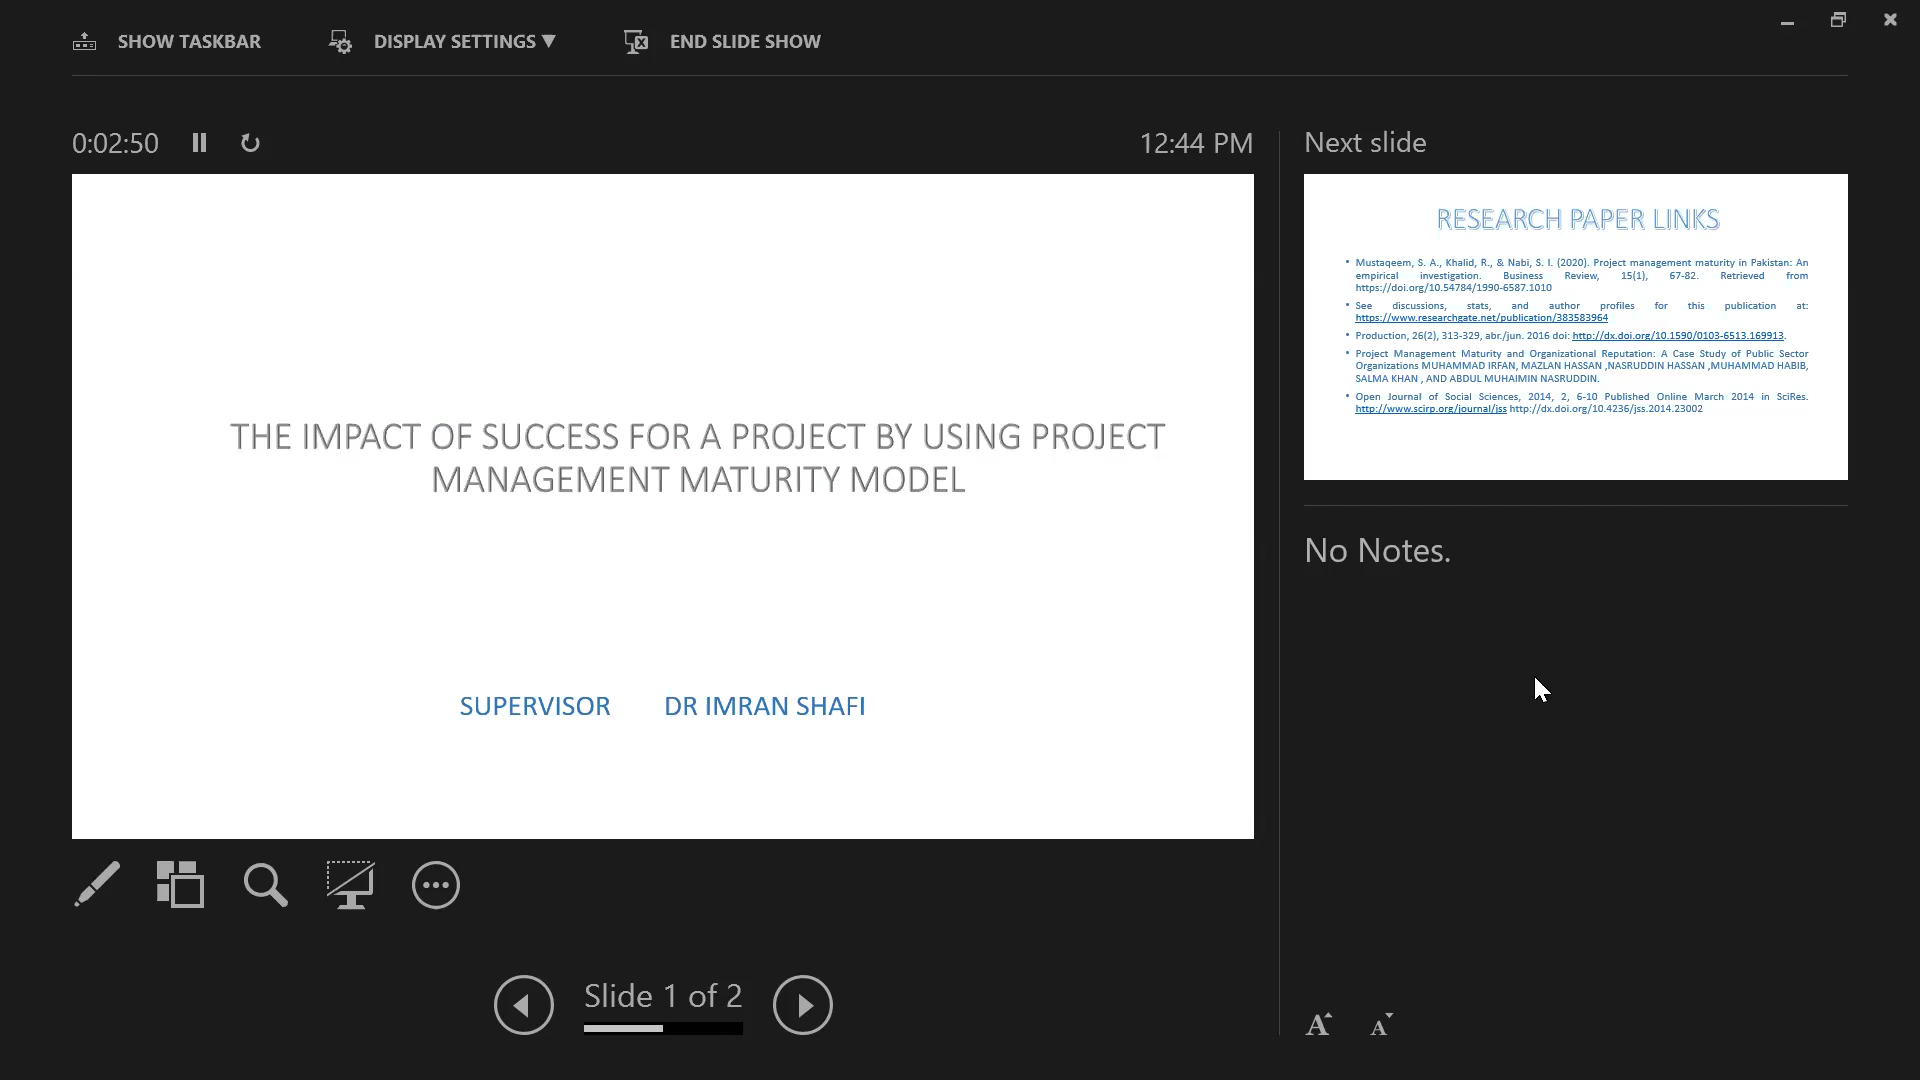 SHOW TASKBAR
DISPLAY SETTINGS ▼
END SLIDE SHOW
0:02:50
12:44 PM
THE IMPACT OF SUCCESS FOR A PROJECT BY USING PROJECT
MANAGEMENT MATURITY MODEL
SUPERVISOR DR IMRAN SHAFI
Slide 1 of 2
Next slide
RESEARCH PAPER LINKS
• Mustaqeem, S. A., Khalid, R., & Nabi, S. I. (2020). Project management maturity in Pakistan: An
empirical investigation. Business Review, 15(1), 67-82. Retrieved from
https://doi.org/10.54784/1990-6587.1010
• See discussions, stats, and author profiles for this publication at:
https://www.researchgate.net/publication/383583964
• Production, 26(2), 313-329, abr./jun. 2016 doi: http://dx.doi.org/10.1590/0103-6513.169913.
• Project Management Maturity and Organizational Reputation: A Case Study of Public Sector
Organizations MUHAMMAD IRFAN, MAZLAN HASSAN ,NASRUDDIN HASSAN ,MUHAMMAD HABIB,
SALMA KHAN , AND ABDUL MUHAIMIN NASRUDDIN.
• Open Journal of Social Sciences, 2014, 2, 6-10 Published Online March 2014 in SciRes.
http://www.scirp.org/journal/jss http://dx.doi.org/10.4236/jss.2014.23002
No Notes.
A A